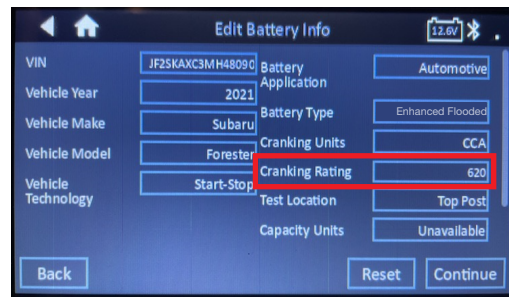 Edit Battery Info
12.6V
VIN JF2SKAXC3MH48090
Vehicle Year 2021
Vehicle Make Subaru
Vehicle Model Forester
Vehicle Technology Start-Stop
Battery Application Automotive
Battery Type Enhanced Flooded
Cranking Units CCA
Cranking Rating 620
Test Location Top Post
Capacity Units Unavailable
Back
Reset
Continue